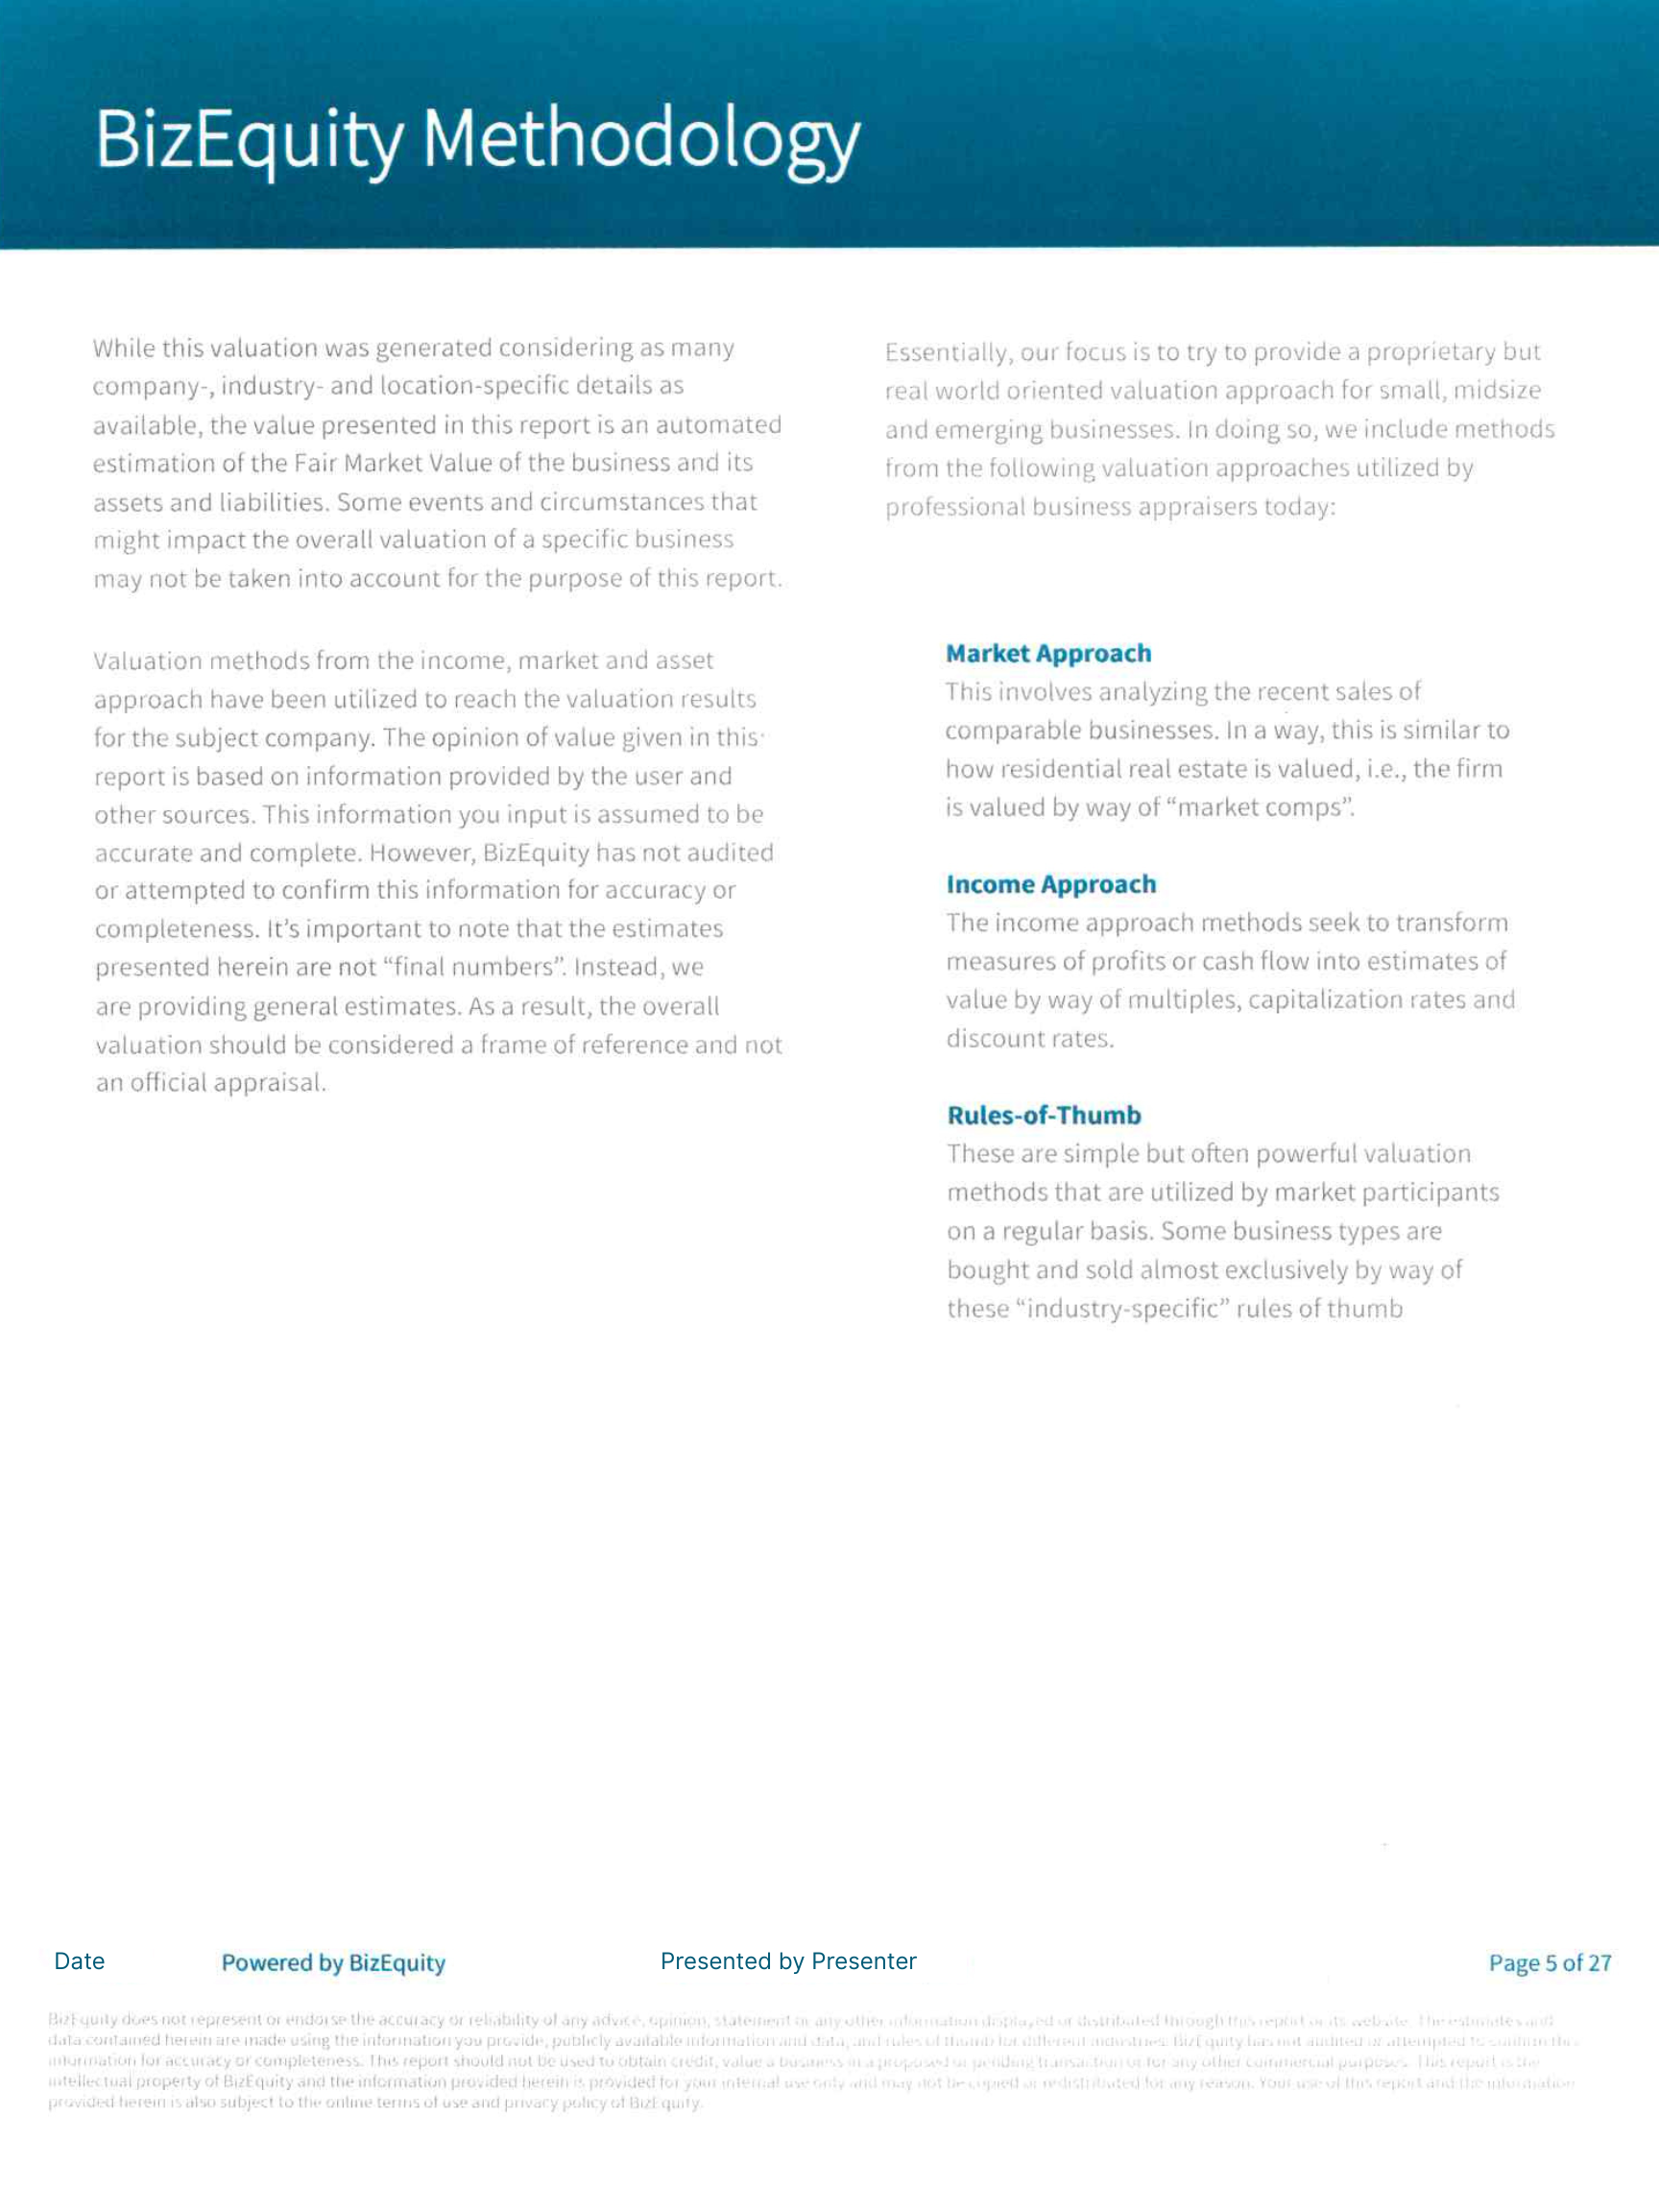 BizEquity Methodology
While this valuation was generated considering as many
company-, industry- and location-specific details as
available, the value presented in this report is an automated
estimation of the Fair Market Value of the business and its
assets and liabilities. Some events and circumstances that
might impact the overall valuation of a specific business
may not be taken into account for the purpose of this report.
Valuation methods from the income, market and asset
approach have been utilized to reach the valuation results
for the subject company. The opinion of value given in this
report is based on information provided by the user and
other sources. This information you input is assumed to be
accurate and complete. However, BizEquity has not audited
or attempted to confirm this information for accuracy or
completeness. It's important to note that the estimates
presented herein are not “final numbers”. Instead, we
are providing general estimates. As a result, the overall
valuation should be considered a frame of reference and not
an official appraisal.
Essentially, our focus is to try to provide a proprietary but
real world oriented valuation approach for small, midsize
and emerging businesses. In doing so, we include methods
from the following valuation approaches utilized by
professional business appraisers today:
Market Approach
This involves analyzing the recent sales of
comparable businesses. In a way, this is similar to
how residential real estate is valued, i.e., the firm
is valued by way of “market comps”.
Income Approach
The income approach methods seek to transform
measures of profits or cash flow into estimates of
value by way of multiples, capitalization rates and
discount rates.
Rules-of-Thumb
These are simple but often powerful valuation
methods that are utilized by market participants
on a regular basis. Some business types are
bought and sold almost exclusively by way of
these “industry-specific” rules of thumb
Date Powered by BizEquity Presented by Presenter Page 5 of 27
BizEquity does not represent or endorse the accuracy or reliability of any advice, opinion, statement or any other information displayed or distributed through this report or its website. The estimates and
data contained herein are made using the information you provide, publicly available information and data, and rules of thumb for different industries. BizEquity has not audited or attempted to confirm this
information for accuracy or completeness. This report should not be used to obtain credit, value a business in a proposed or pending transaction or for any other commercial purposes. This report is the
intellectual property of BizEquity and the information provided herein is provided for your internal use only and may not be copied or redistributed for any reason. Your use of this report and the information
provided herein is also subject to the online terms of use and privacy policy of BizEquity.